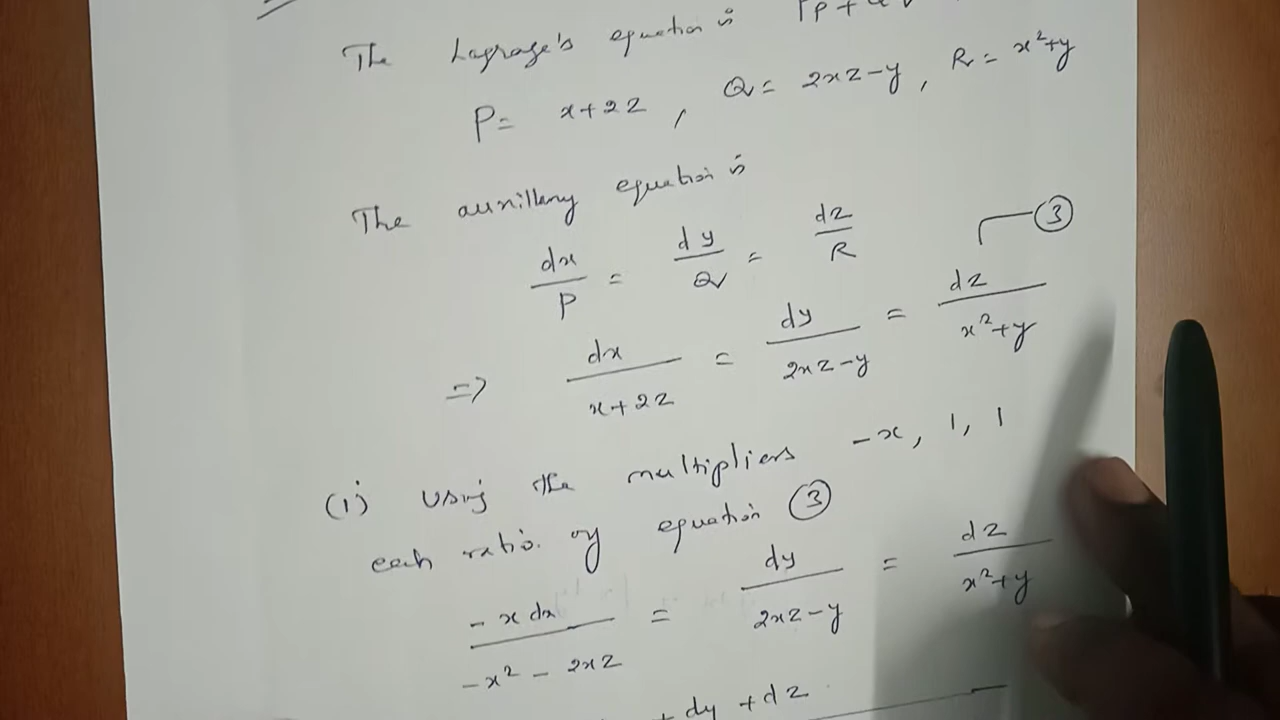 The Lagrage's equation is Pp + Q
P = x+2z , Q = 2xz-y , R = x²+y
The auxillary equation is
dx/P = dy/Q = dz/R
=> dx/(x+2z) = dy/(2xz-y) = dz/(x²+y) ③
(i) Using the multipliers -x, 1, 1
each ratio of equation ③
-x dx/(-x² - 2xz) = dy/(2xz-y) = dz/(x²+y)
+ dy + dz